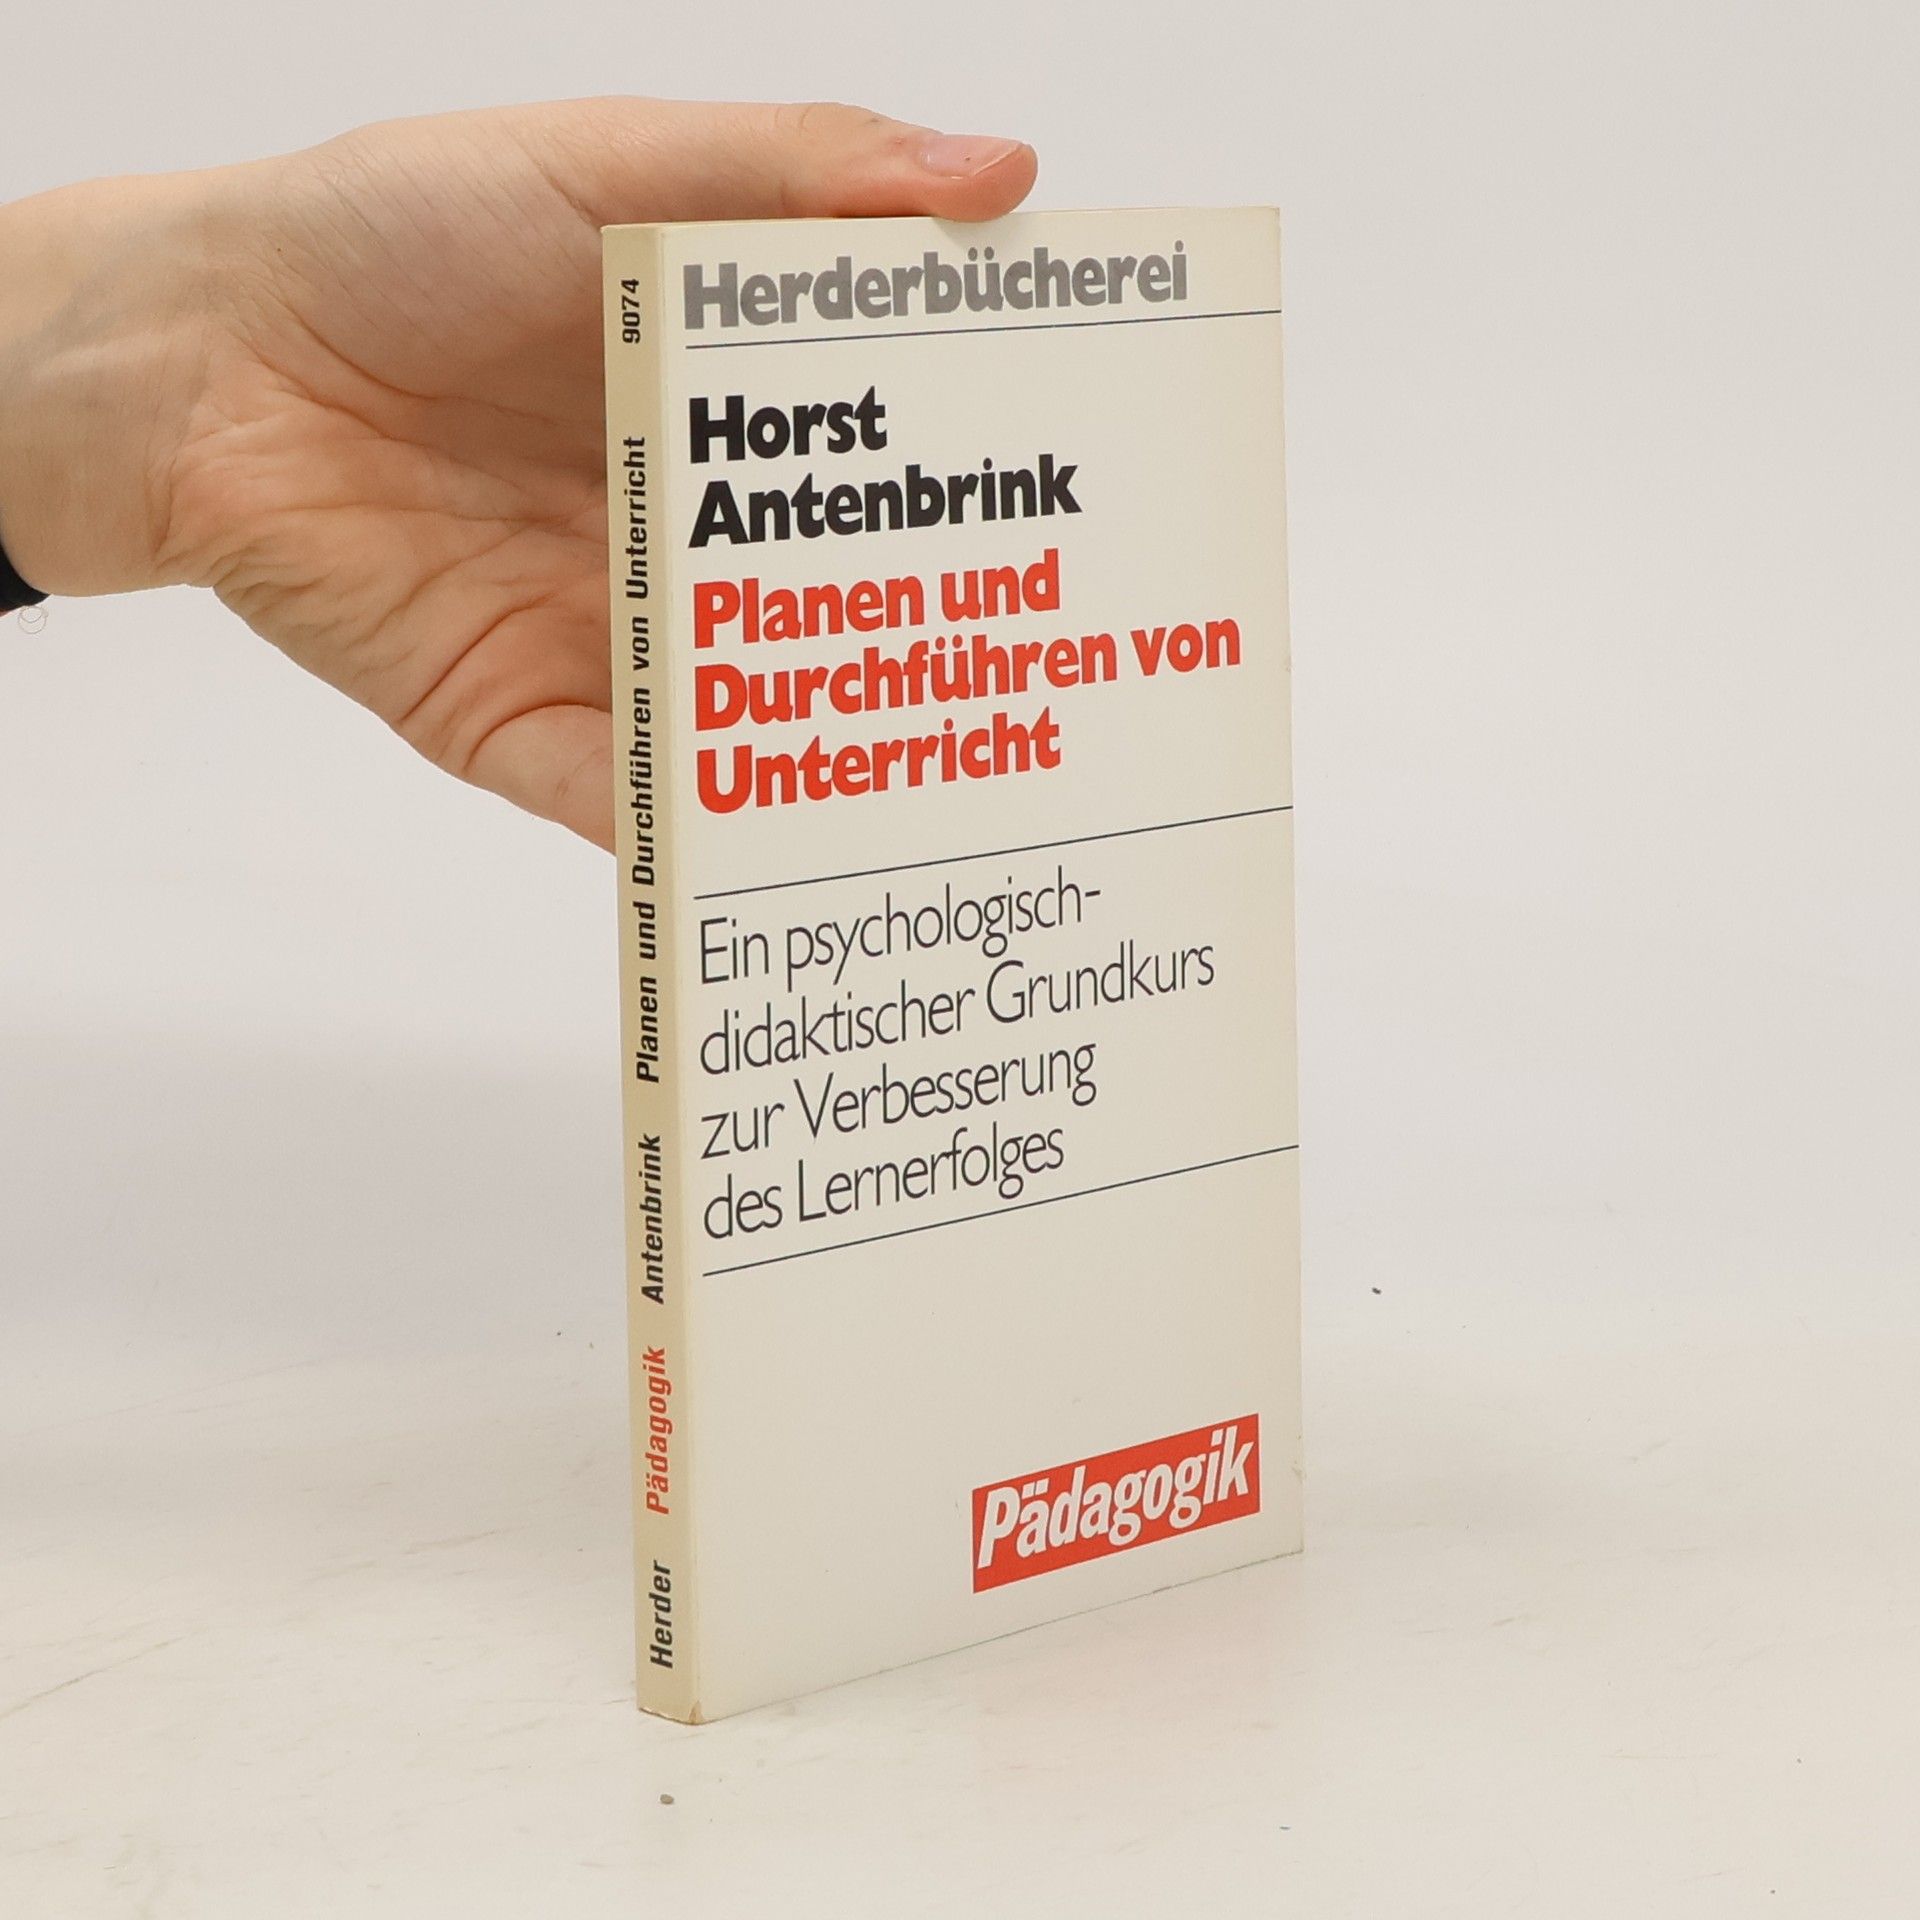 Herderbücherei
Horst
Antenbrink
Planen und
Durchführen von
Unterricht
Ein psychologisch-
didaktischer Grundkurs
zur Verbesserung
des Lernerfolges
Pädagogik
Herder Pädagogik Antenbrink Planen und Durchführen von Unterricht 9074